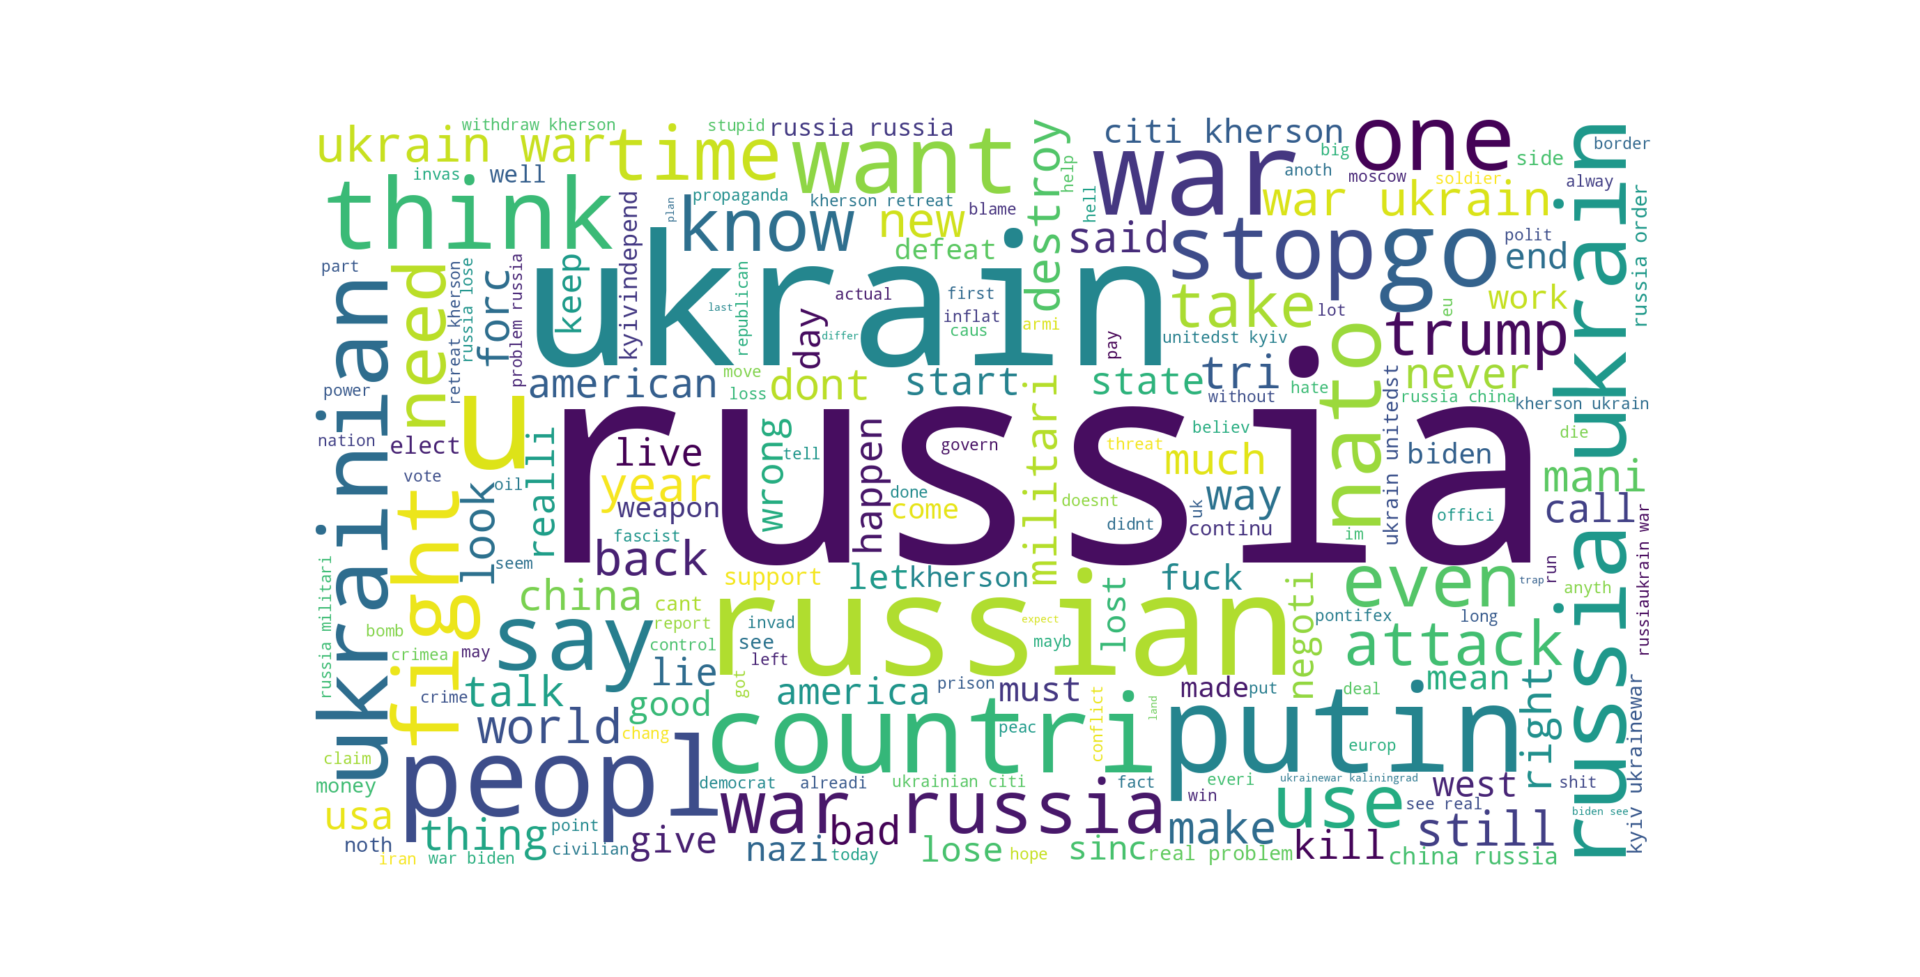 withdraw kherson
stupid
russia russia
ukrain war
time
want
war
citi kherson
one
big
side
border
invas
well
think
propaganda
kherson retreat
help
anoth
moscow
soldier
alway
know
new
blame
plan
destroy
hell
war ukrain
ukrain
kyivindepend
defeat
said
stop
go
polit
end
russia order
part
need
forc
keep
ukrain
republican
day
actual
first
inflat
caus
last
differ
armi
take
lot
eu
work
trump
retreat kherson
russia lose
problem russia
unitedst kyiv
pay
nato
power
american
move
loss
dont
start
state
tri
hate
without
never
russia china
kherson ukrain
ukrainian
nation
elect
u
russia
live
wrong
tell
govern
militari
threat
believ
much
biden
ukrain unitedst
die
vote
look
oil
realli
year
weapon
happen
done
come
doesnt
didnt
uk
way
continu
offici
mani
call
fight
fascist
seem
back
im
russia ukrain
russiaukrain war
support
let
kherson
lost
fuck
even
trap
run
anyth
russia militari
china
cant
report
invad
russian
expect
mayb
negoti
pontifex
long
bomb
crimea
may
say
control
see
left
attack
crime
talk
lie
got
good
america
prison
must
made
put
deal
mean
right
world
chang
countri
peac
conflict
land
putin
europ
kyiv ukrainewar
claim
money
peopl
democrat
alreadi
ukrainian citi
fact
everi
ukrainewar kaliningrad
west
shit
usa
war russia
win
use
see real
biden see
noth
thing
point
give
bad
make
still
iran
war biden
civilian
nazi
today
lose
hope
sinc
real problem
kill
china russia